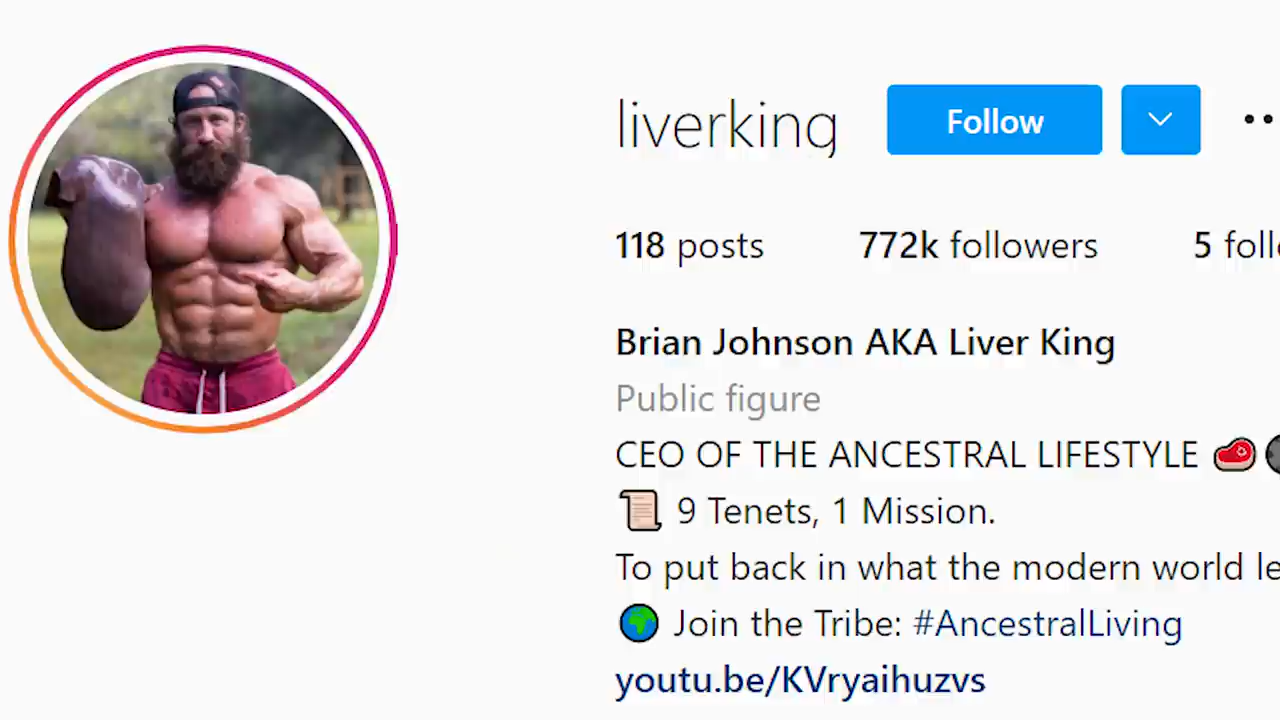 liverking Follow
118 posts 772k followers 5 foll
Brian Johnson AKA Liver King
Public figure
CEO OF THE ANCESTRAL LIFESTYLE 🥩
📜 9 Tenets, 1 Mission.
To put back in what the modern world le
🌍 Join the Tribe: #AncestralLiving
youtu.be/KVryaihuzvs